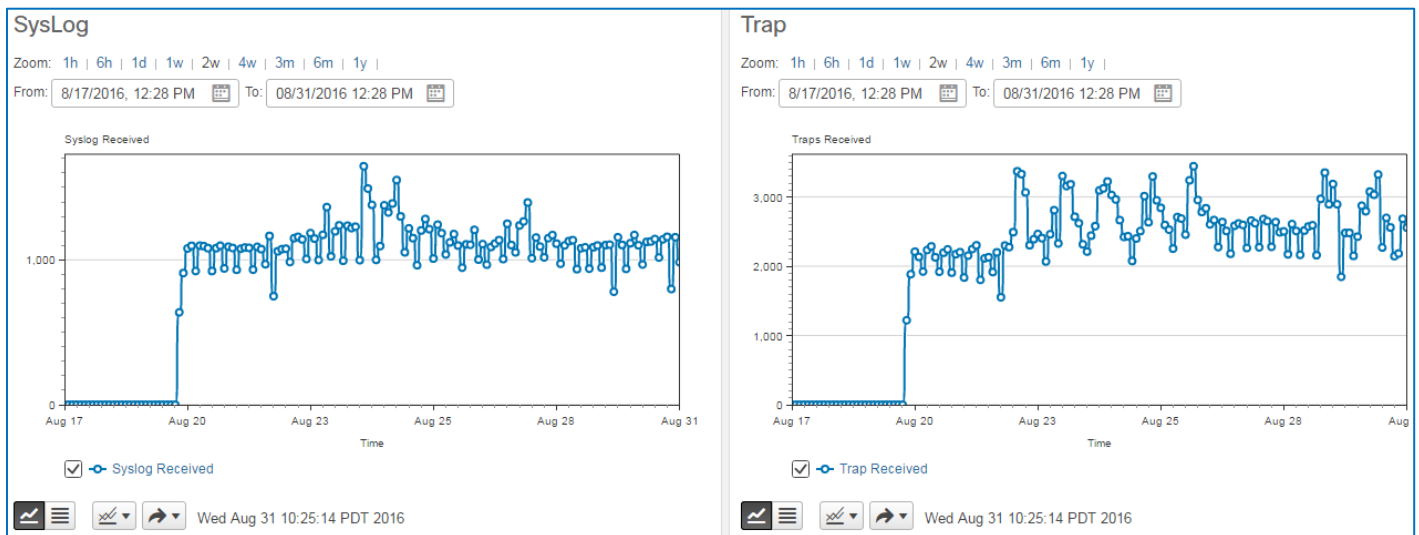 SysLog
Zoom: 1h | 6h | 1d | 1w | 2w | 4w | 3m | 6m | 1y |
From: 8/17/2016, 12:28 PM To: 08/31/2016 12:28 PM
Syslog Received
1,000
0
Aug 17 Aug 20 Aug 23 Aug 25 Aug 28 Aug 31
Time
Syslog Received
Wed Aug 31 10:25:14 PDT 2016
Trap
Zoom: 1h | 6h | 1d | 1w | 2w | 4w | 3m | 6m | 1y |
From: 8/17/2016, 12:28 PM To: 08/31/2016 12:28 PM
Traps Received
3,000
2,000
1,000
0
Aug 17 Aug 20 Aug 23 Aug 25 Aug 28 Aug
Time
Trap Received
Wed Aug 31 10:25:14 PDT 2016